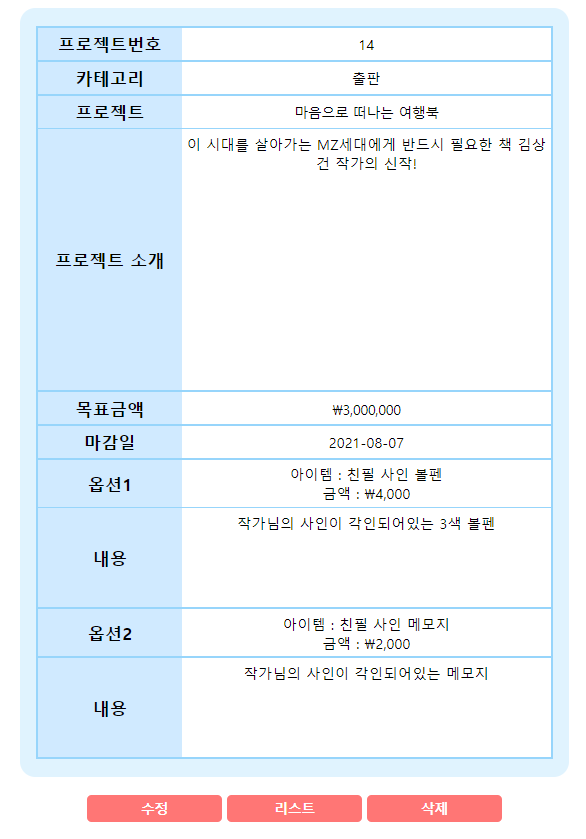 프로젝트번호 14
카테고리 출판
프로젝트 마음으로 떠나는 여행북
프로젝트 소개 이 시대를 살아가는 MZ세대에게 반드시 필요한 책 김상
건 작가의 신작!
목표금액 ₩3,000,000
마감일 2021-08-07
옵션1 아이템 : 친필 사인 볼펜
금액 : ₩4,000
내용 작가님의 사인이 각인되어있는 3색 볼펜
옵션2 아이템 : 친필 사인 메모지
금액 : ₩2,000
내용 작가님의 사인이 각인되어있는 메모지
수정 리스트 삭제